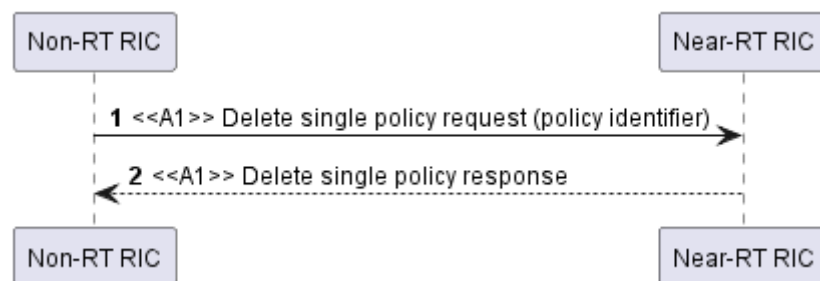 Non-RT RIC
Near-RT RIC
1 <<A1>> Delete single policy request (policy identifier)
2 <<A1>> Delete single policy response
Non-RT RIC
Near-RT RIC